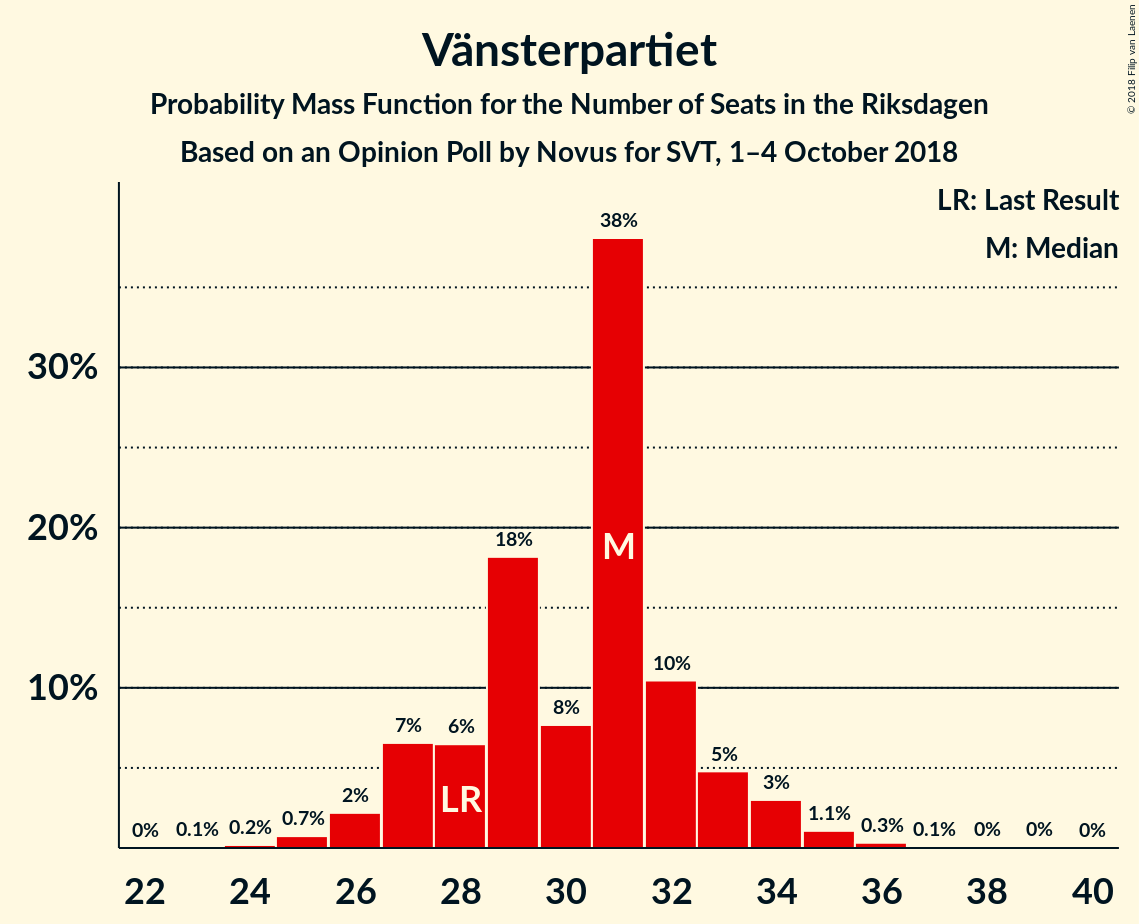 Vänsterpartiet
Probability Mass Function for the Number of Seats in the Riksdagen
Based on an Opinion Poll by Novus for SVT, 1–4 October 2018
© 2018 Filip van Laenen
LR: Last Result
M: Median
38%
30%
20%
18%
M
10%
10%
8%
7%
6%
5%
3%
LR
2%
1.1%
0.7%
0.3%
0.2%
0%
0.1%
0.1%
0%
0%
0%
22 24 26 28 30 32 34 36 38 40